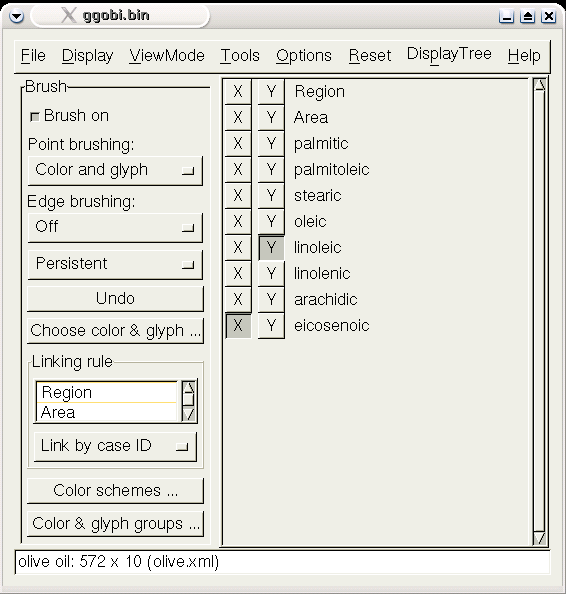 ggobi.bin
File Display ViewMode Tools Options Reset DisplayTree Help
Brush
Brush on
Point brushing:
Color and glyph
Edge brushing:
Off
Persistent
Undo
Choose color & glyph ...
Linking rule
Region
Area
Link by case ID
Color schemes ...
Color & glyph groups ...
X Y Region
X Y Area
X Y palmitic
X Y palmitoleic
X Y stearic
X Y oleic
X Y linoleic
X Y linolenic
X Y arachidic
X Y eicosenoic
olive oil: 572 x 10 (olive.xml)